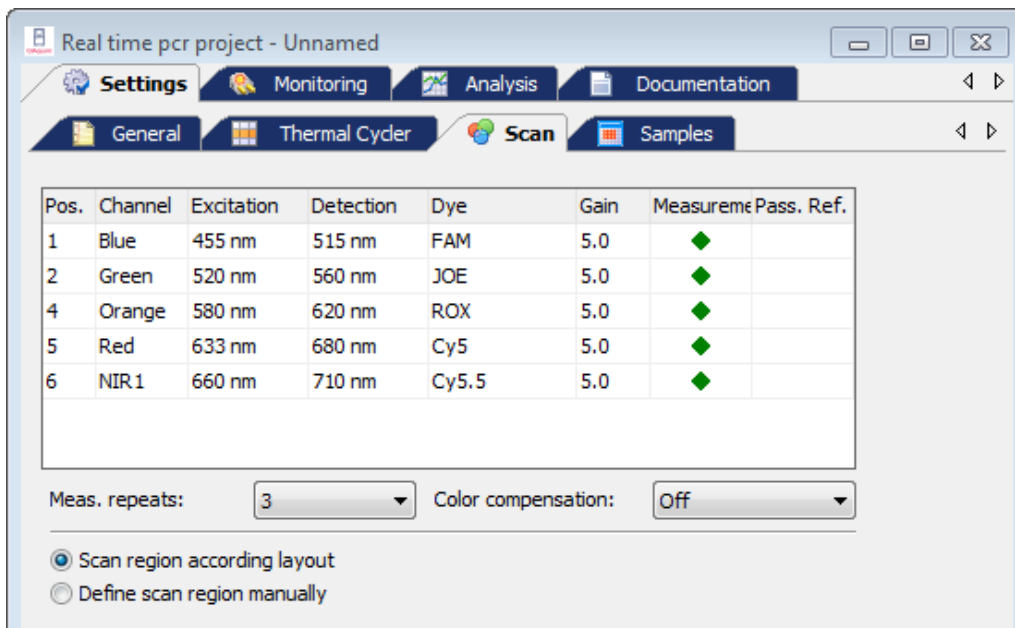 Real time pcr project - Unnamed
Settings Monitoring Analysis Documentation
General Thermal Cycler Scan Samples
Pos. Channel Excitation Detection Dye Gain Measureme Pass. Ref.
1 Blue 455 nm 515 nm FAM 5.0
2 Green 520 nm 560 nm JOE 5.0
4 Orange 580 nm 620 nm ROX 5.0
5 Red 633 nm 680 nm Cy5 5.0
6 NIR1 660 nm 710 nm Cy5.5 5.0
Meas. repeats: 3 Color compensation: Off
Scan region according layout
Define scan region manually